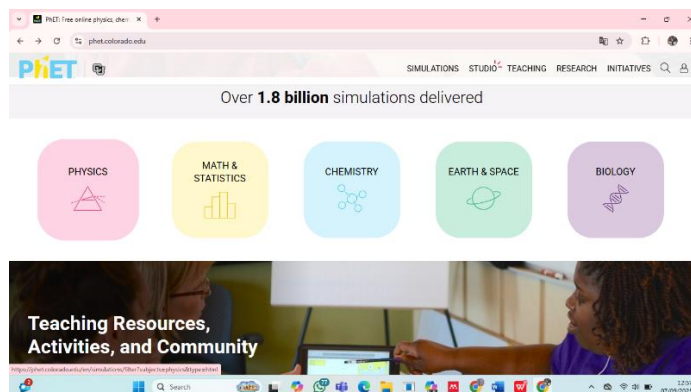 PhET: Free online physics, chem
phet.colorado.edu
PhET
SIMULATIONS STUDIO TEACHING RESEARCH INITIATIVES
Over 1.8 billion simulations delivered
PHYSICS
MATH &
STATISTICS
CHEMISTRY
EARTH & SPACE
BIOLOGY
Teaching Resources,
Activities, and Community
Search